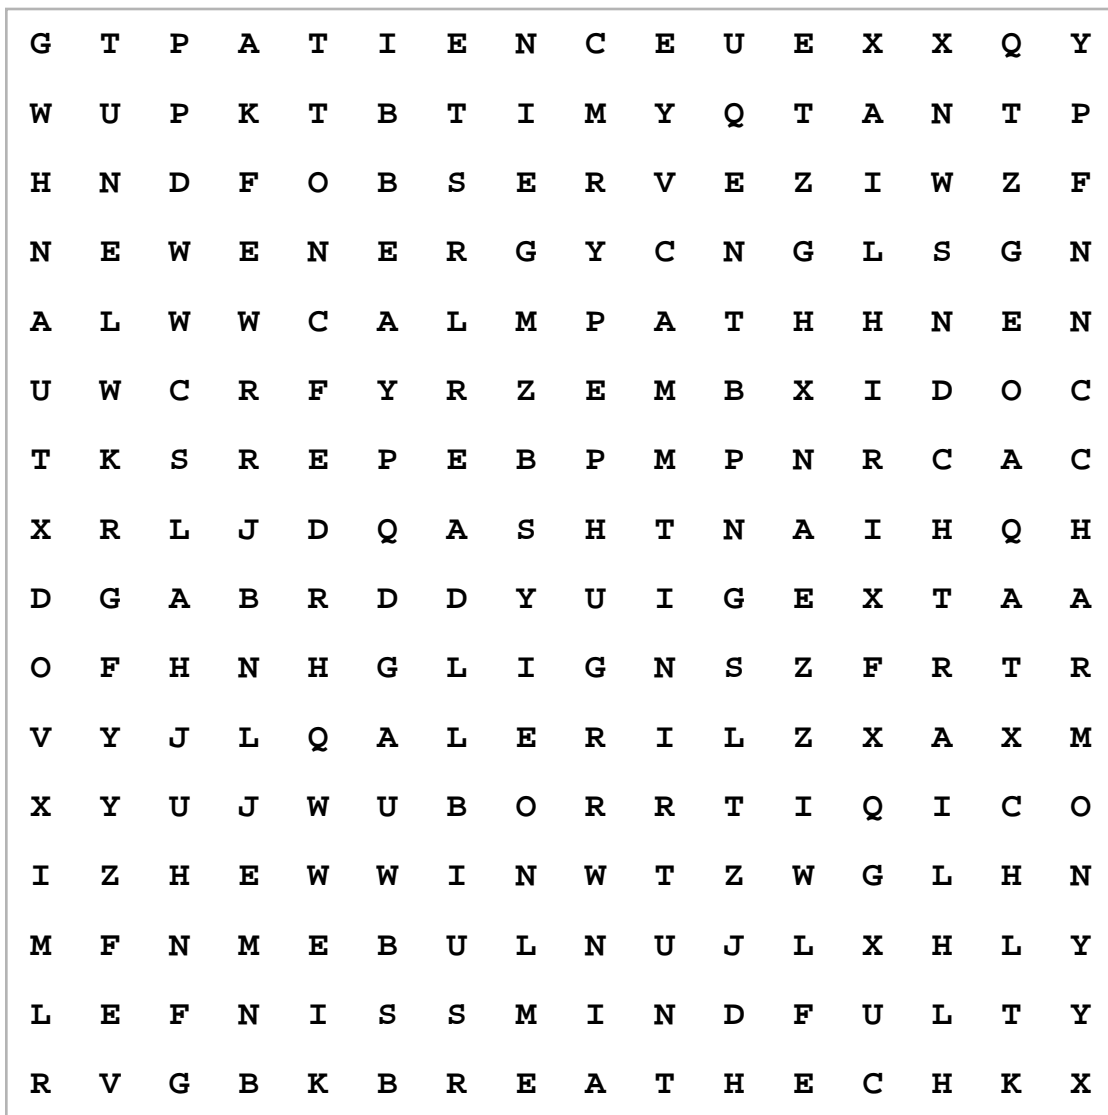 G T P A T I E N C E U E X X Q Y
W U P K T B T I M Y Q T A N T P
H N D F O B S E R V E Z I W Z F
N E W E N E R G Y C N G L S G N
A L W W C A L M P A T H H N E N
U W C R F Y R Z E M B X I D O C
T K S R E P E B P M P N R C A C
X R L J D Q A S H T N A I H Q H
D G A B R D D Y U I G E X T A A
O F H N H G L I G N S Z F R T R
V Y J L Q A L E R I L Z X A X M
X Y U J W U B O R R T I Q I C O
I Z H E W W I N W T Z W G L H N
M F N M E B U L N U J L X H L Y
L E F N I S S M I N D F U L T Y
R V G B K B R E A T H E C H K X